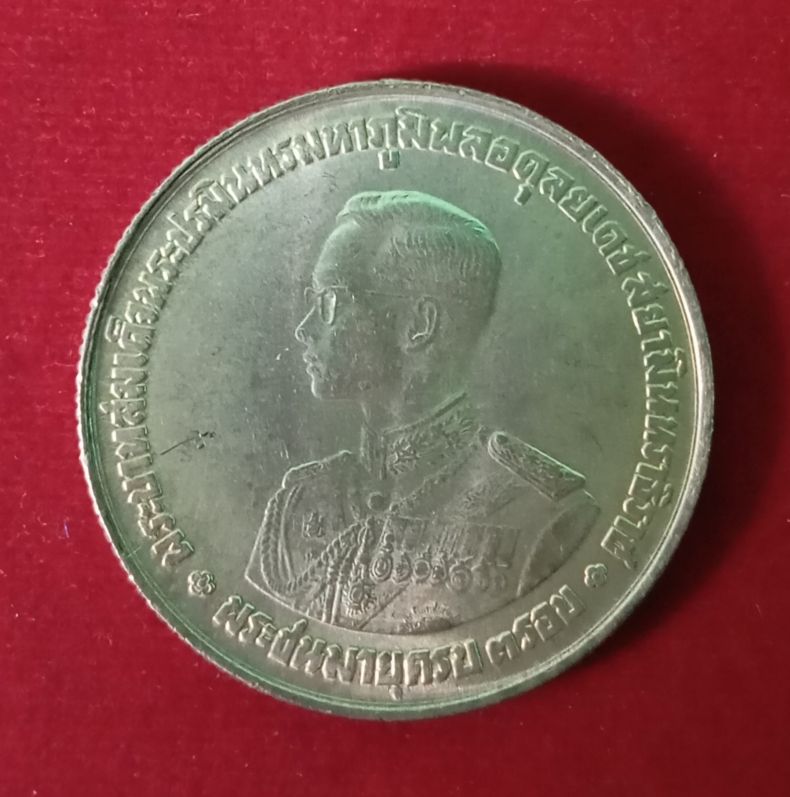 พระบาทสมเด็จพระปรมินทรมหาภูมิพลอดุลยเดช สยามินทราธิราช
พระชนมายุครบ ๓ รอบ